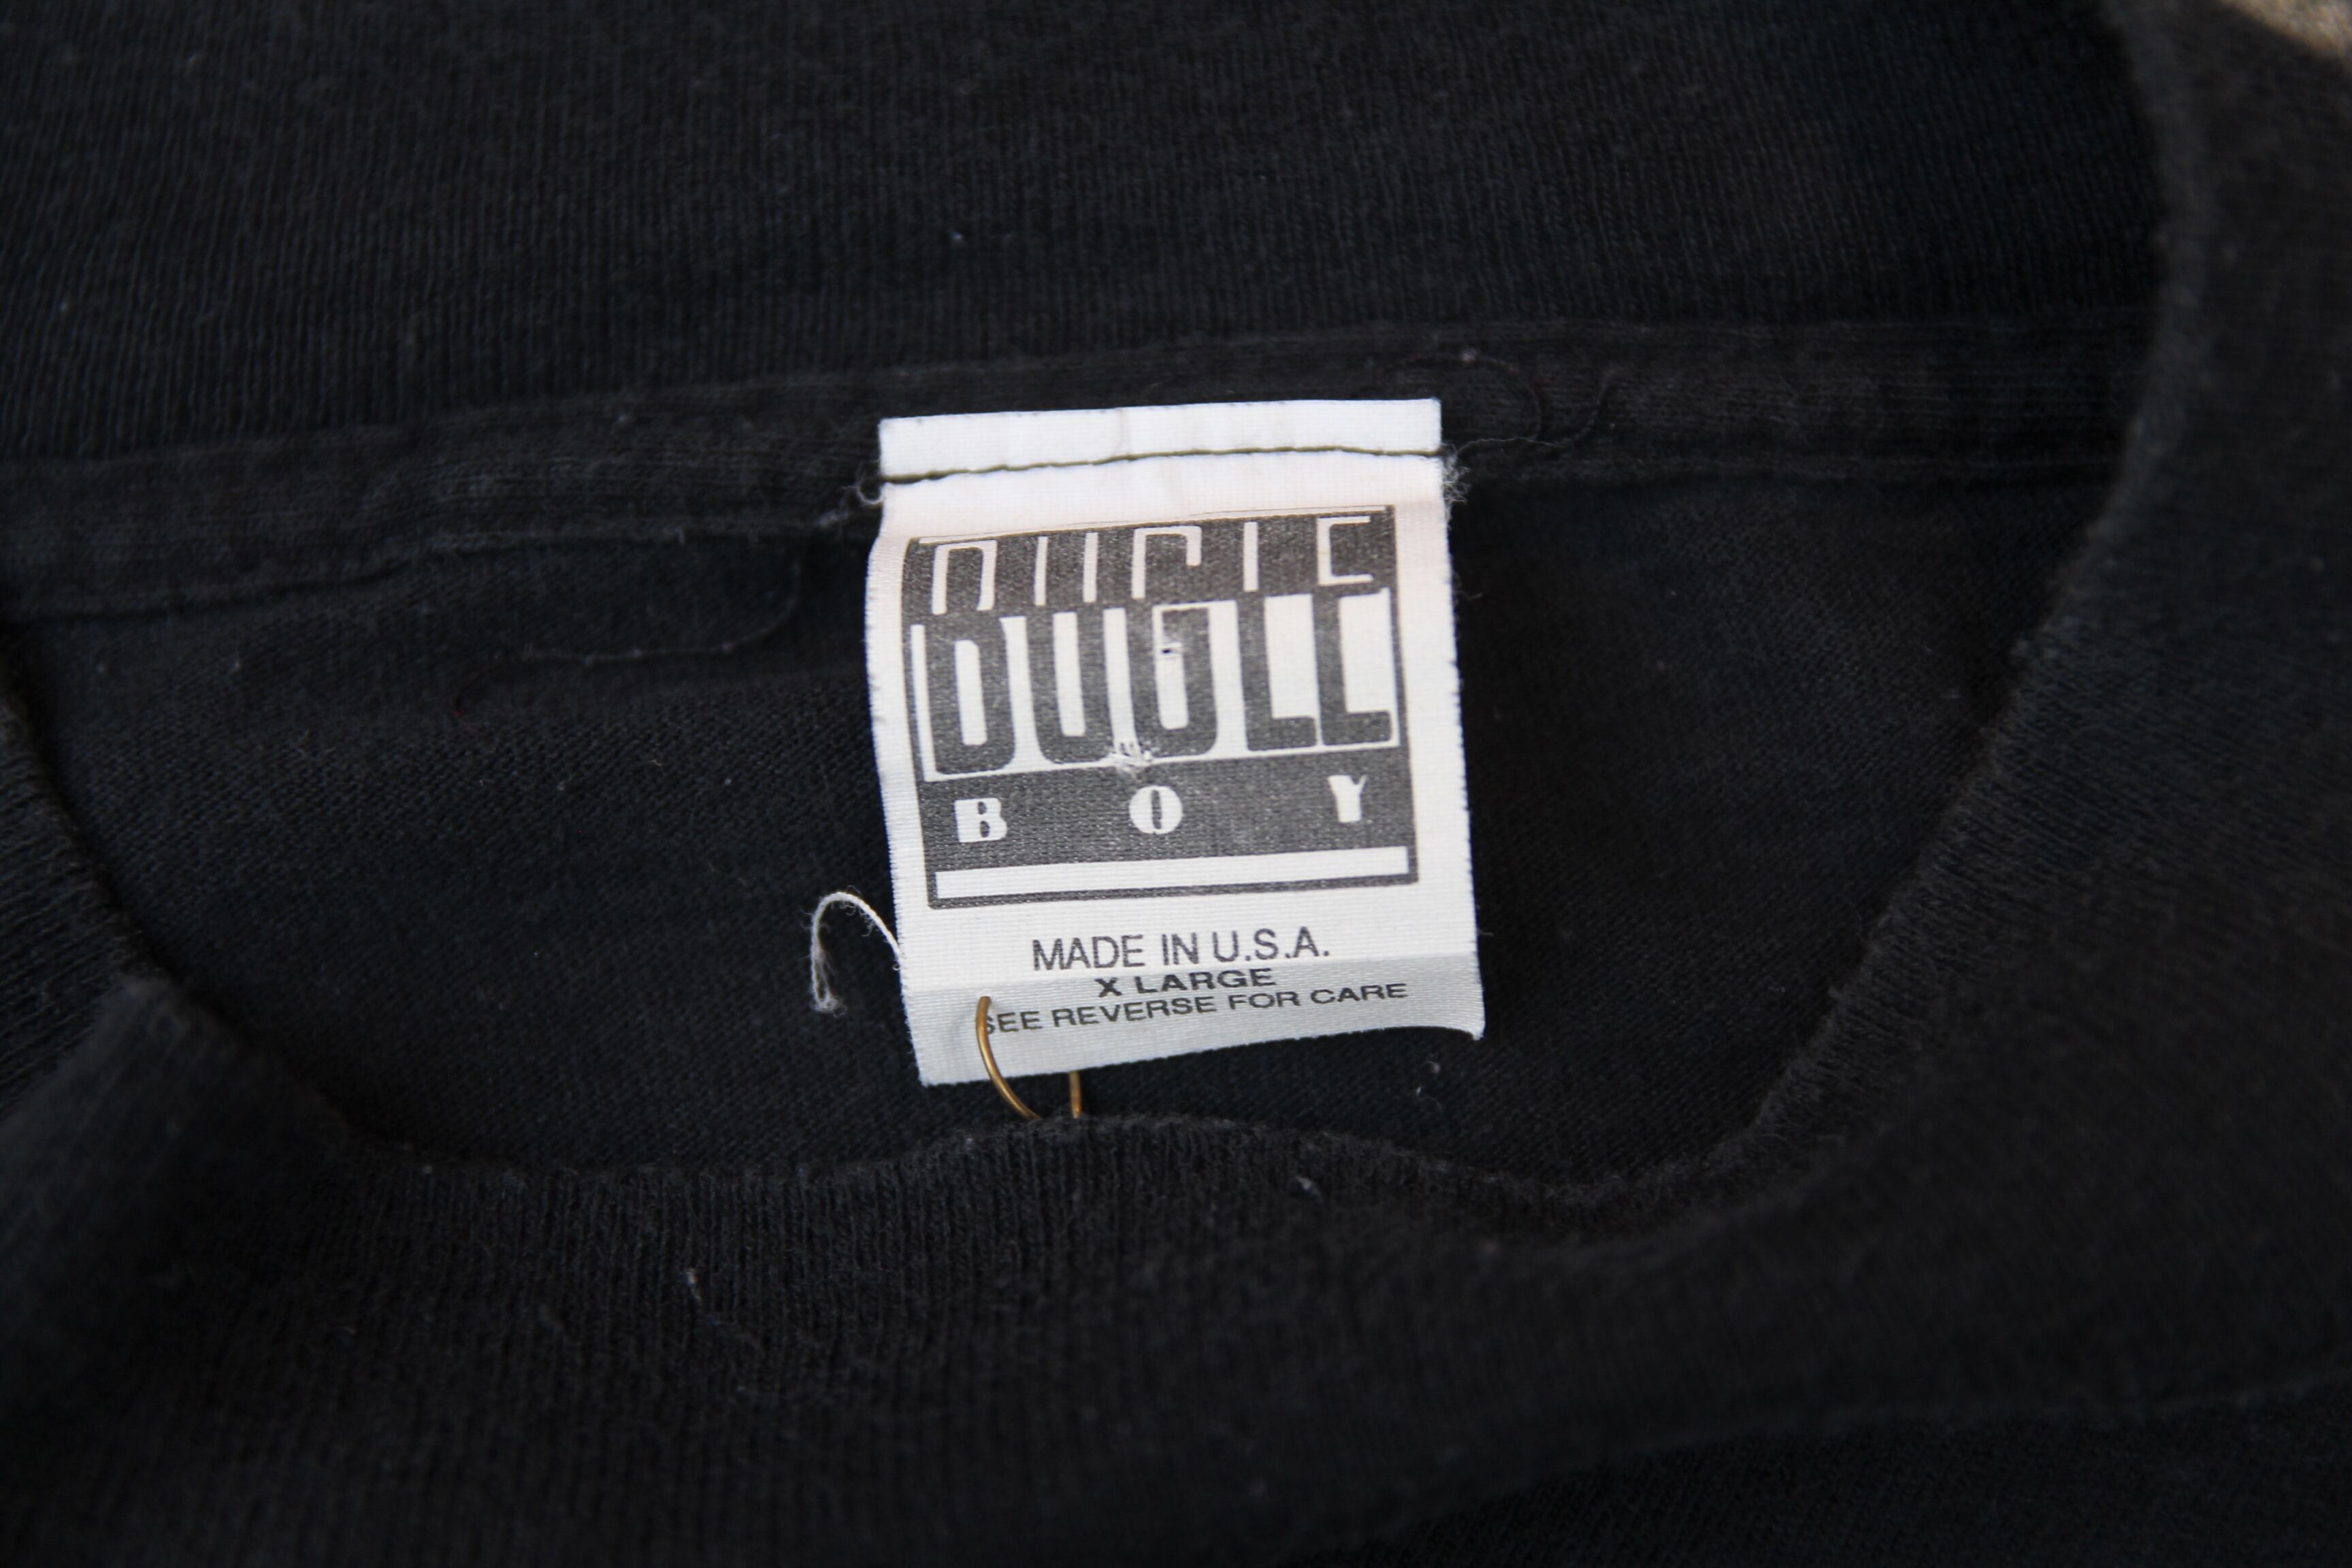 BUGLE
BOY
MADE IN U.S.A.
X LARGE
SEE REVERSE FOR CARE